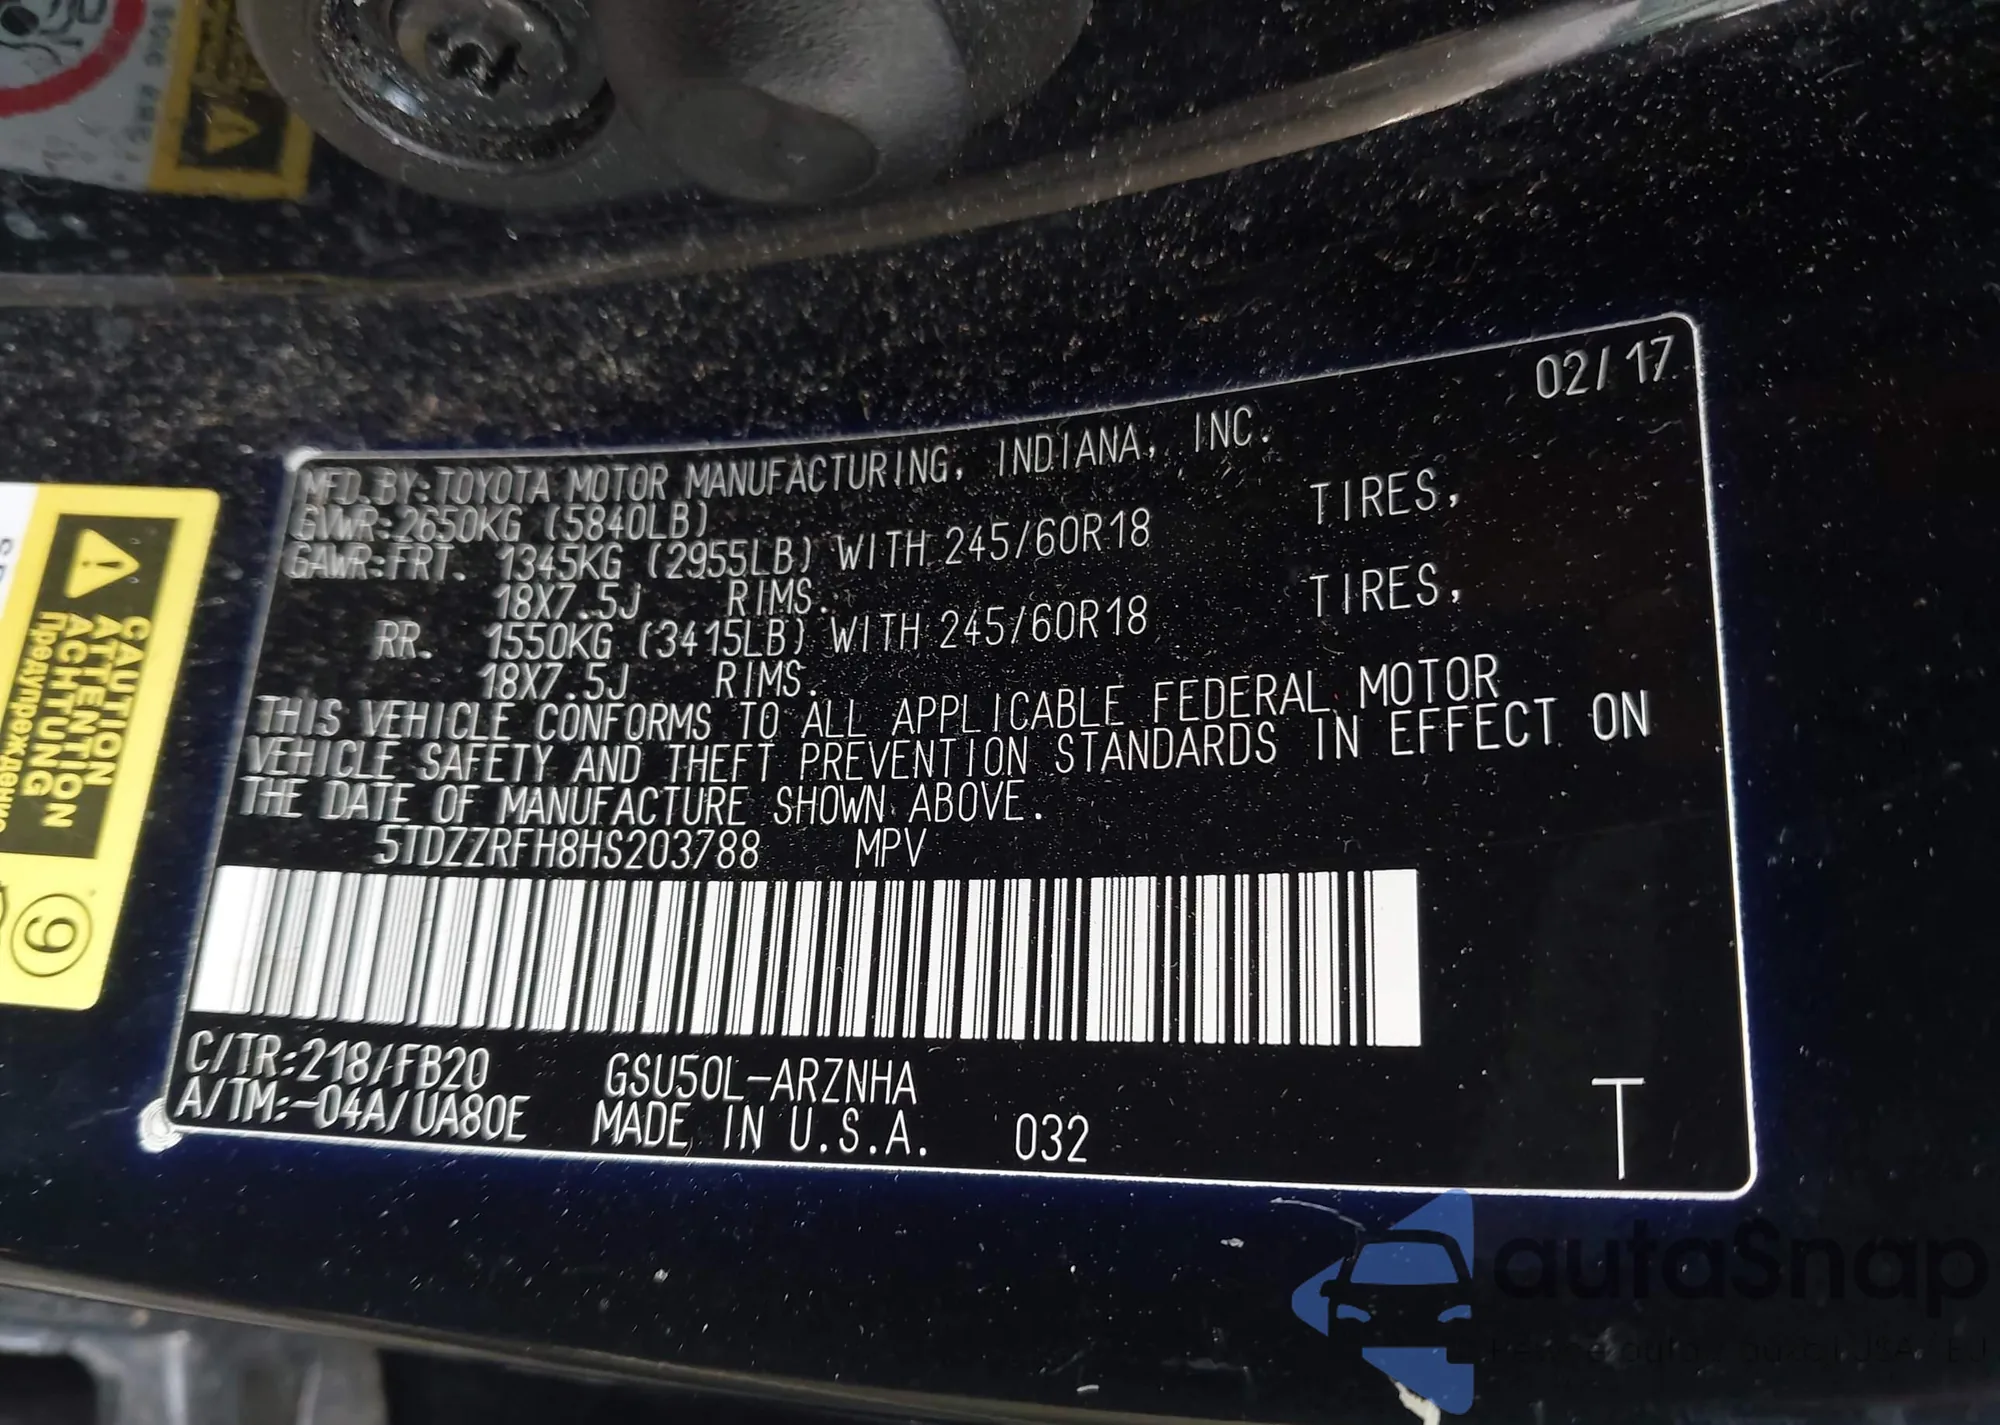 02/17
MFD. BY: TOYOTA MOTOR MANUFACTURING, INDIANA, INC.
GVWR: 2650KG (5840LB)
GAWR: FRT. 1345KG (2955LB) WITH 245/60R18 TIRES,
18X7.5J RIMS.
RR. 1550KG (3415LB) WITH 245/60R18 TIRES,
18X7.5J RIMS.
THIS VEHICLE CONFORMS TO ALL APPLICABLE FEDERAL MOTOR
VEHICLE SAFETY AND THEFT PREVENTION STANDARDS IN EFFECT ON
THE DATE OF MANUFACTURE SHOWN ABOVE.
5TDZZRFH8HS203788 MPV
C/TR: 218/FB20 GSU50L-ARZNHA
A/TM: -04A/UA80E MADE IN U.S.A. 032
T
CAUTION
ATTENTION
ACHTUNG
autoSnap